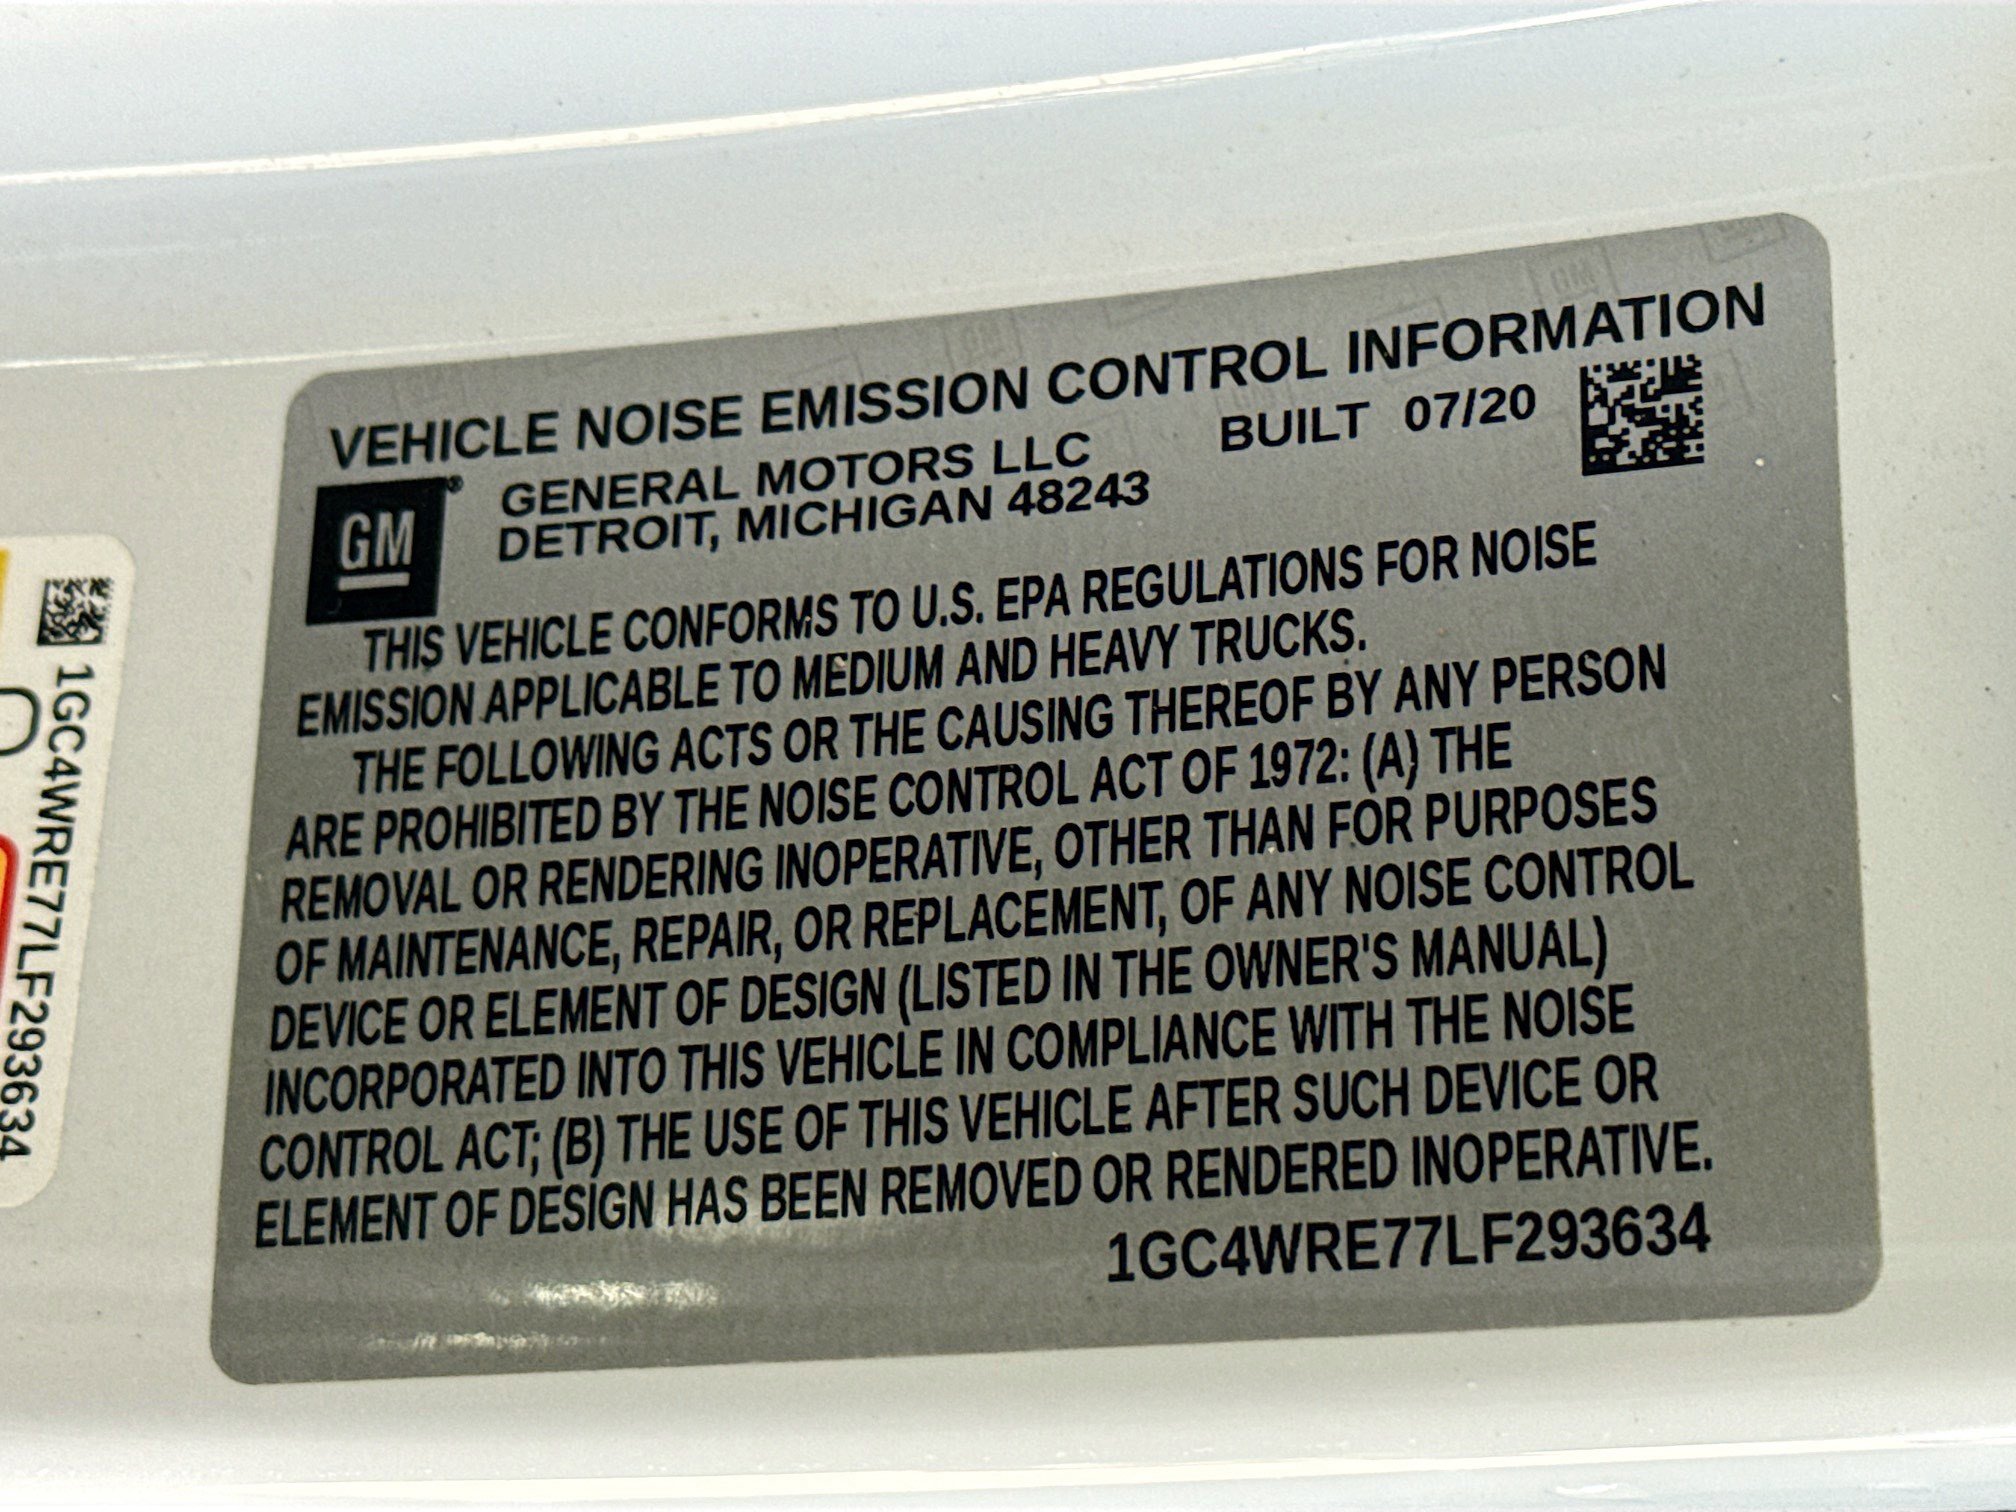 VEHICLE NOISE EMISSION CONTROL INFORMATION
GENERAL MOTORS LLC BUILT 07/20
DETROIT, MICHIGAN 48243
GM®
THIS VEHICLE CONFORMS TO U.S. EPA REGULATIONS FOR NOISE
EMISSION APPLICABLE TO MEDIUM AND HEAVY TRUCKS.
THE FOLLOWING ACTS OR THE CAUSING THEREOF BY ANY PERSON
ARE PROHIBITED BY THE NOISE CONTROL ACT OF 1972: (A) THE
REMOVAL OR RENDERING INOPERATIVE, OTHER THAN FOR PURPOSES
OF MAINTENANCE, REPAIR, OR REPLACEMENT, OF ANY NOISE CONTROL
DEVICE OR ELEMENT OF DESIGN (LISTED IN THE OWNER'S MANUAL)
INCORPORATED INTO THIS VEHICLE IN COMPLIANCE WITH THE NOISE
CONTROL ACT; (B) THE USE OF THIS VEHICLE AFTER SUCH DEVICE OR
ELEMENT OF DESIGN HAS BEEN REMOVED OR RENDERED INOPERATIVE.
1GC4WRE77LF293634
1GC4WRE77LF293634